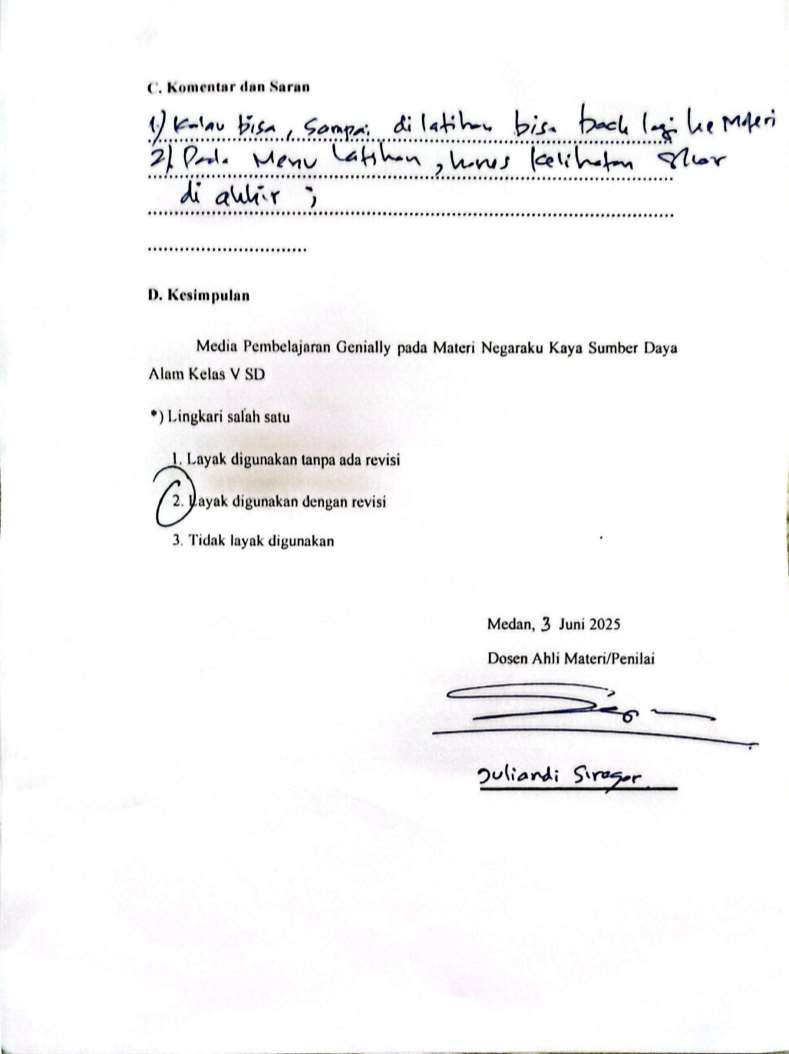 C. Komentar dan Saran
1) Kalau bisa, Sampai di latihan bisa back lagi ke Materi
2) Pada Menu Latihan, harus kelihatan Skor
di akhir ;
D. Kesimpulan
Media Pembelajaran Genially pada Materi Negaraku Kaya Sumber Daya
Alam Kelas V SD
*) Lingkari salah satu
1. Layak digunakan tanpa ada revisi
2. Layak digunakan dengan revisi
3. Tidak layak digunakan
Medan, 3 Juni 2025
Dosen Ahli Materi/Penilai
Juliandi Siregar